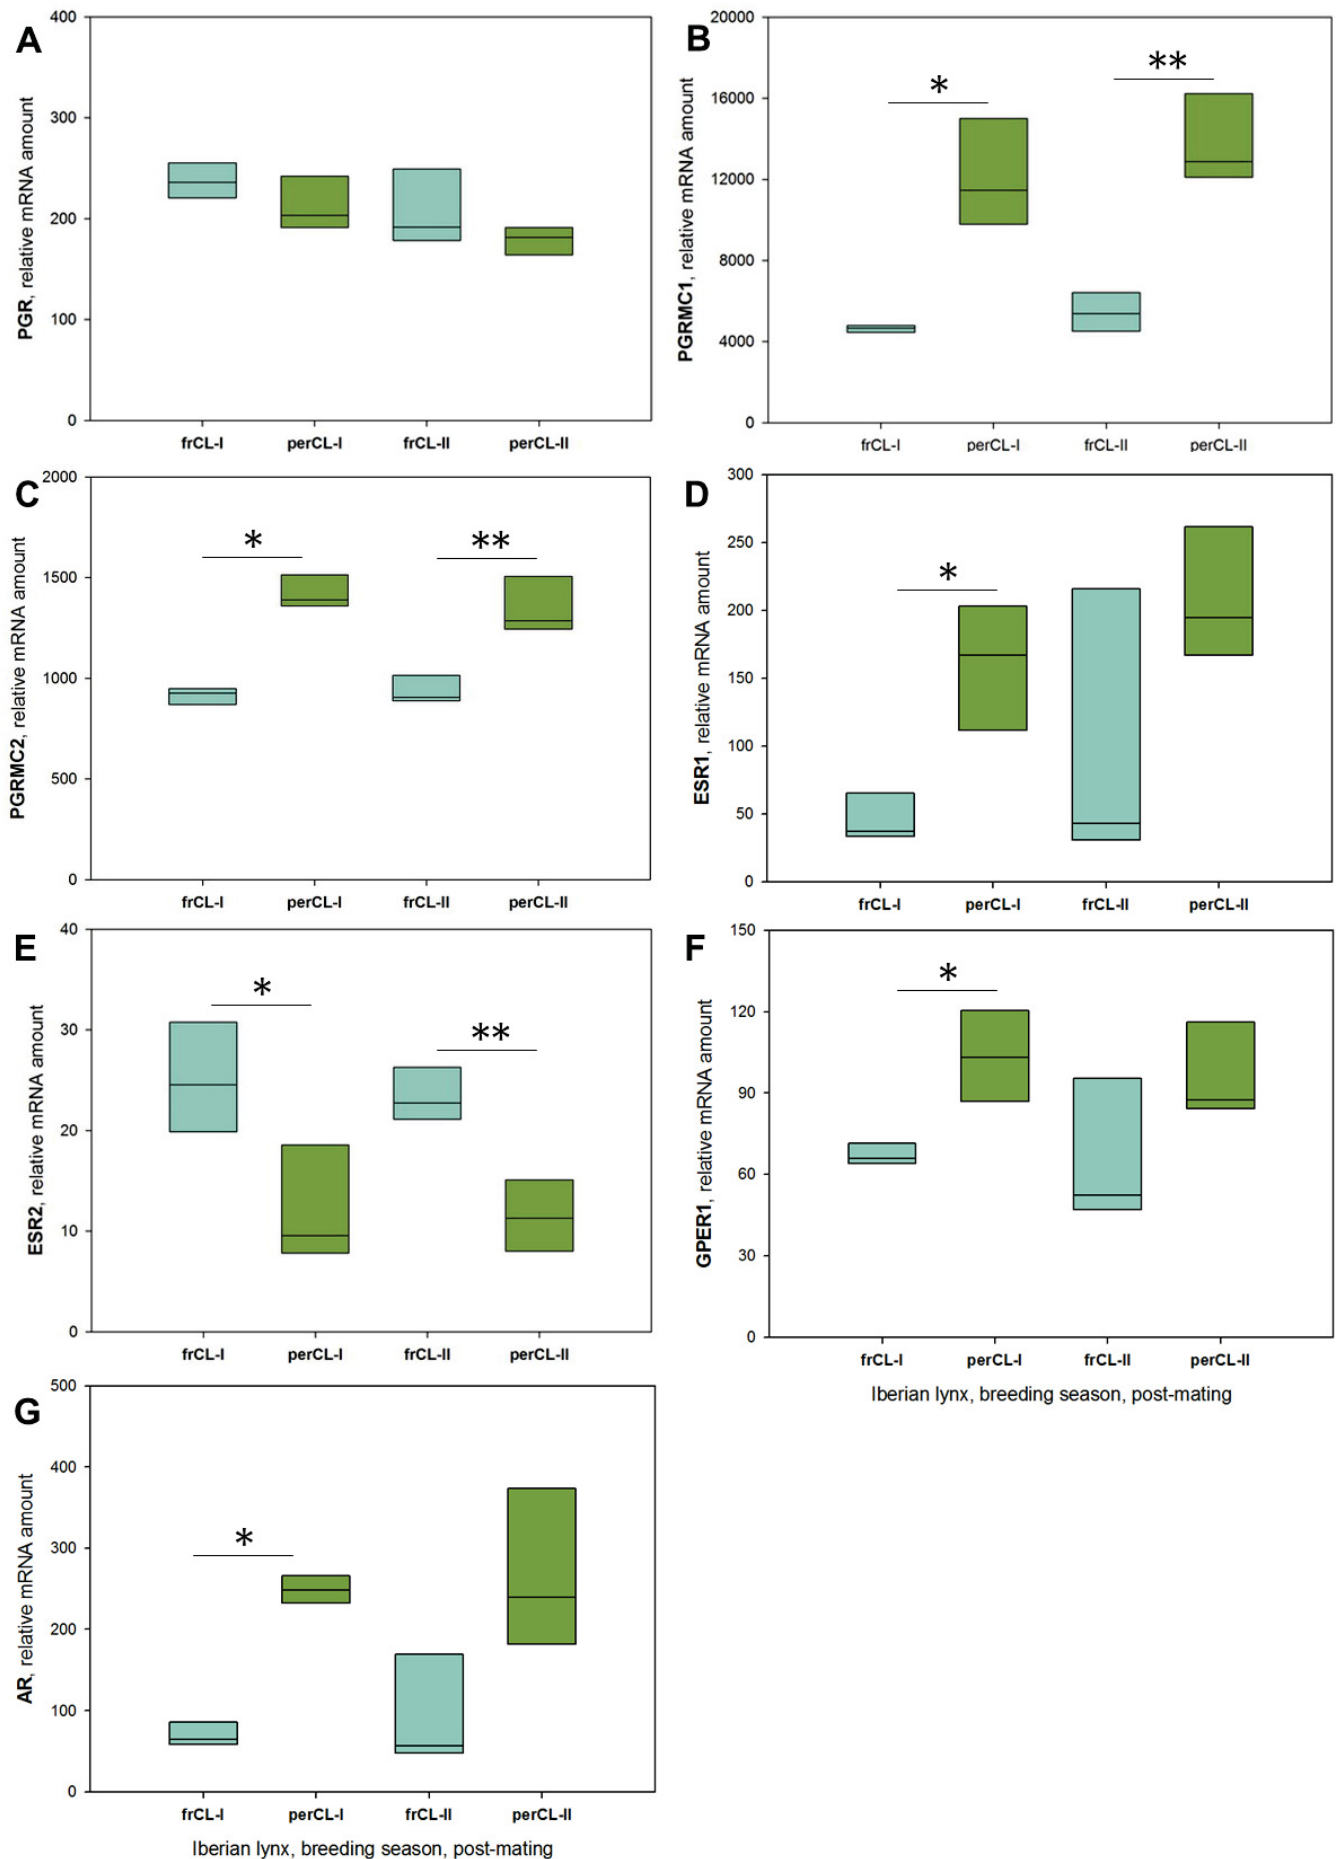 A
PGR, relative mRNA amount
400
300
200
100
0
frCL-I perCL-I frCL-II perCL-II
B
PGRMC1, relative mRNA amount
20000
16000
12000
8000
4000
0
* **
frCL-I perCL-I frCL-II perCL-II
C
PGRMC2, relative mRNA amount
2000
1500
1000
500
0
* **
frCL-I perCL-I frCL-II perCL-II
D
ESR1, relative mRNA amount
300
250
200
150
100
50
0
*
frCL-I perCL-I frCL-II perCL-II
E
ESR2, relative mRNA amount
40
30
20
10
0
* **
frCL-I perCL-I frCL-II perCL-II
F
GPER1, relative mRNA amount
150
120
90
60
30
0
*
frCL-I perCL-I frCL-II perCL-II
Iberian lynx, breeding season, post-mating
G
AR, relative mRNA amount
500
400
300
200
100
0
*
frCL-I perCL-I frCL-II perCL-II
Iberian lynx, breeding season, post-mating